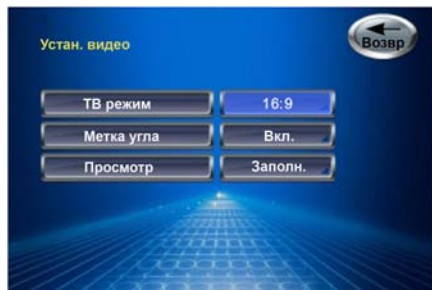 Устан. видео
Возвр
ТВ режим
16:9
Метка угла
Вкл.
Просмотр
Заполн.